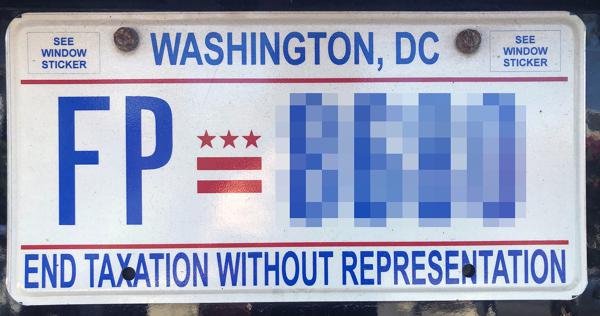 SEE
WINDOW
STICKER
WASHINGTON, DC
SEE
WINDOW
STICKER
FP
END TAXATION WITHOUT REPRESENTATION